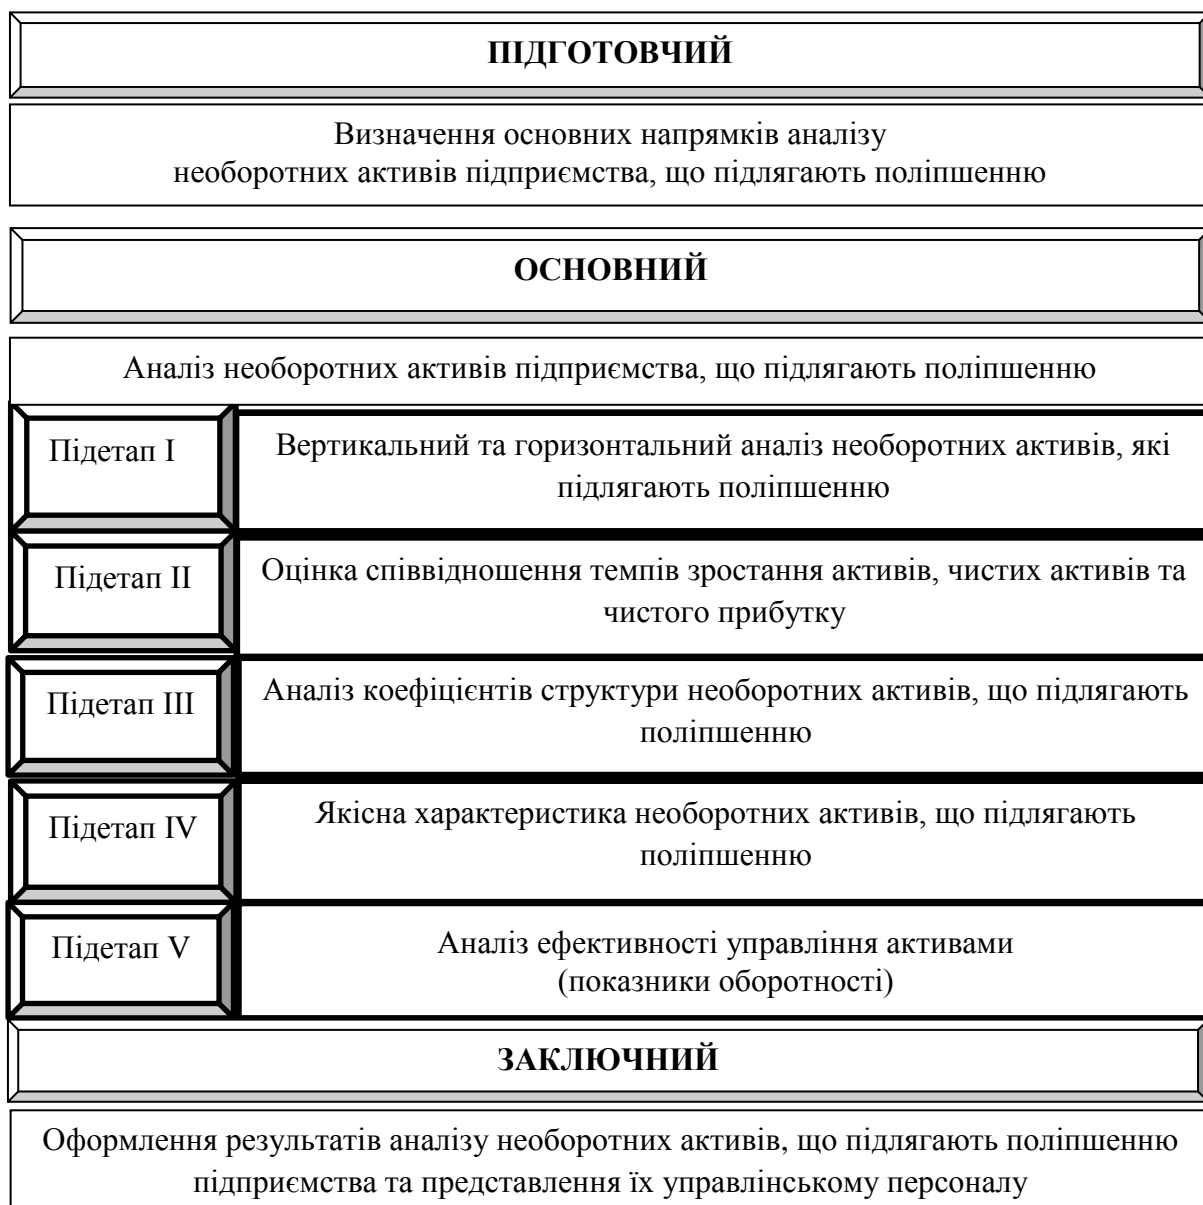 ПІДГОТОВЧИЙ
Визначення основних напрямків аналізу
необоротних активів підприємства, що підлягають поліпшенню
ОСНОВНИЙ
Аналіз необоротних активів підприємства, що підлягають поліпшенню
Підетап I
Вертикальний та горизонтальний аналіз необоротних активів, які
підлягають поліпшенню
Підетап II
Оцінка співвідношення темпів зростання активів, чистих активів та
чистого прибутку
Підетап III
Аналіз коефіцієнтів структури необоротних активів, що підлягають
поліпшенню
Підетап IV
Якісна характеристика необоротних активів, що підлягають
поліпшенню
Підетап V
Аналіз ефективності управління активами
(показники оборотності)
ЗАКЛЮЧНИЙ
Оформлення результатів аналізу необоротних активів, що підлягають поліпшенню
підприємства та представлення їх управлінському персоналу